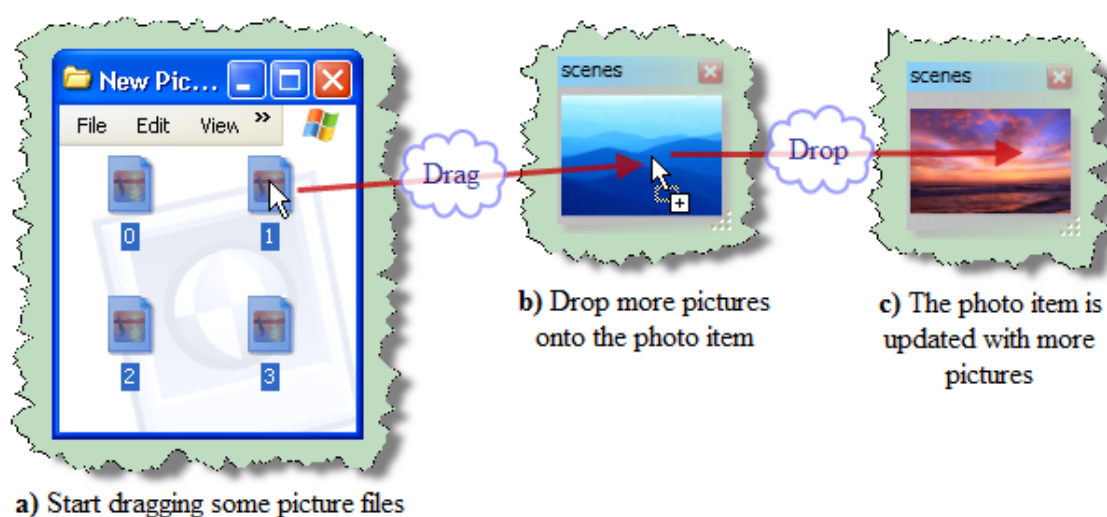 New Pic...
File Edit View »
0 1
2 3
a) Start dragging some picture files
Drag
scenes
b) Drop more pictures
onto the photo item
Drop
scenes
c) The photo item is
updated with more
pictures